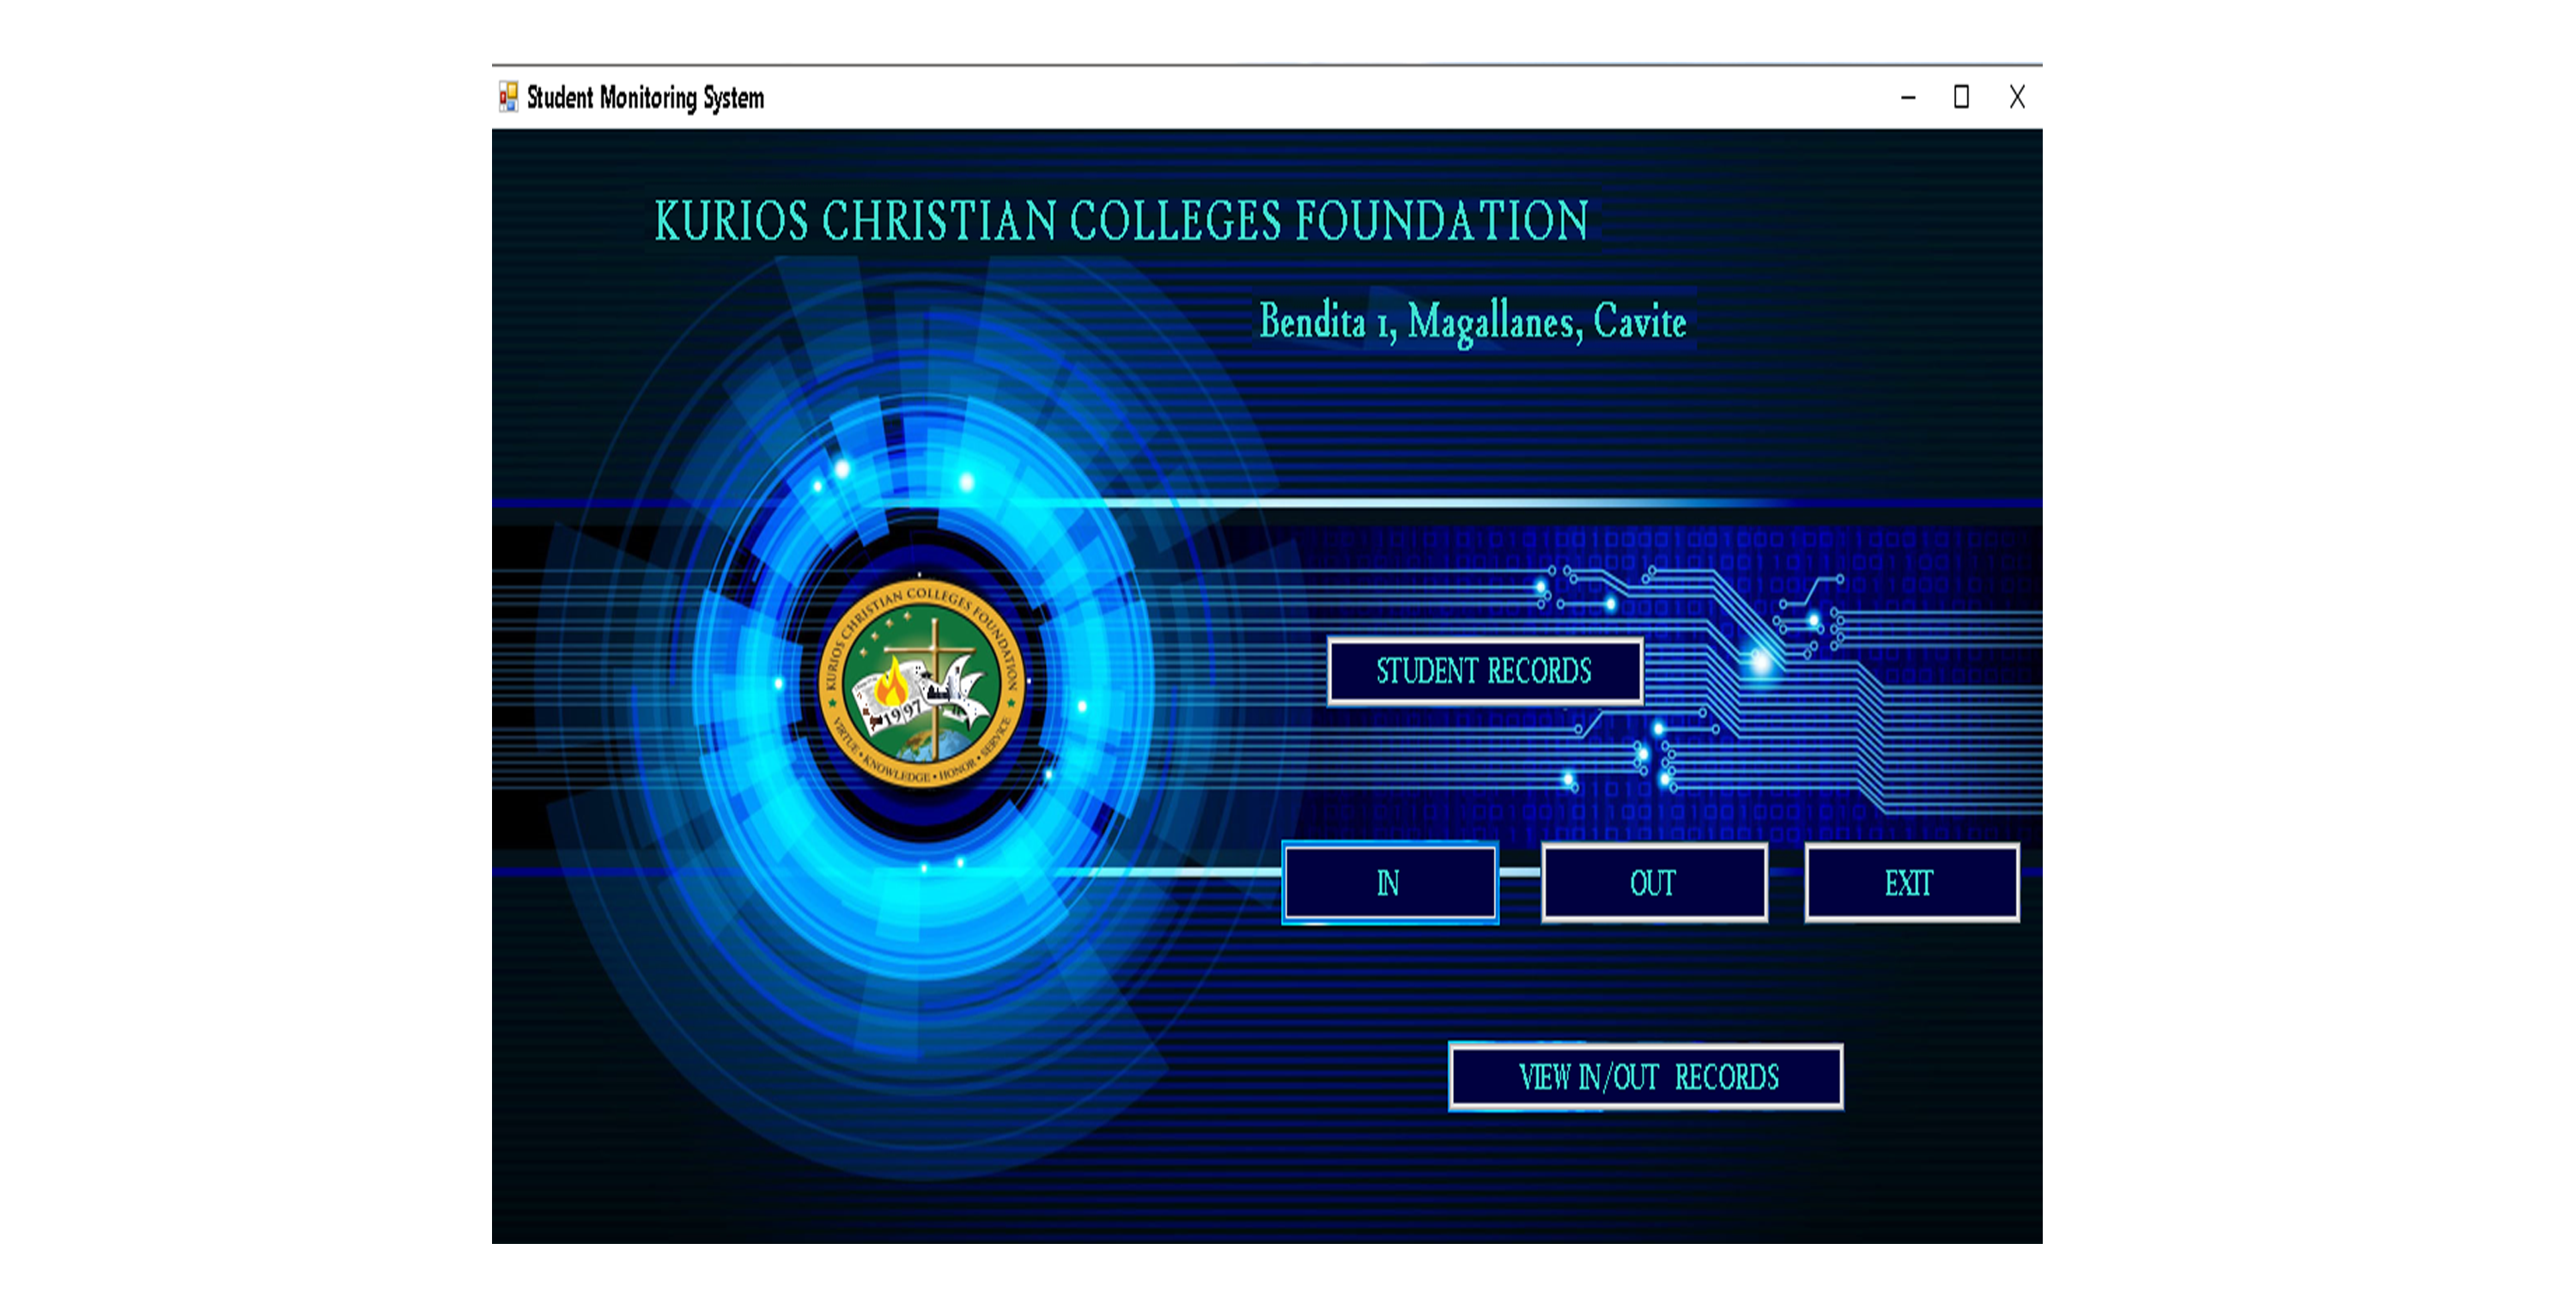 Student Monitoring System
KURIOS CHRISTIAN COLLEGES FOUNDATION
Bendita 1, Magallanes, Cavite
KURIOS CHRISTIAN COLLEGES FOUNDATION
1997
VIRTUE • KNOWLEDGE • HONOR • SERVICE
STUDENT RECORDS
IN
OUT
EXIT
VIEW IN/OUT RECORDS